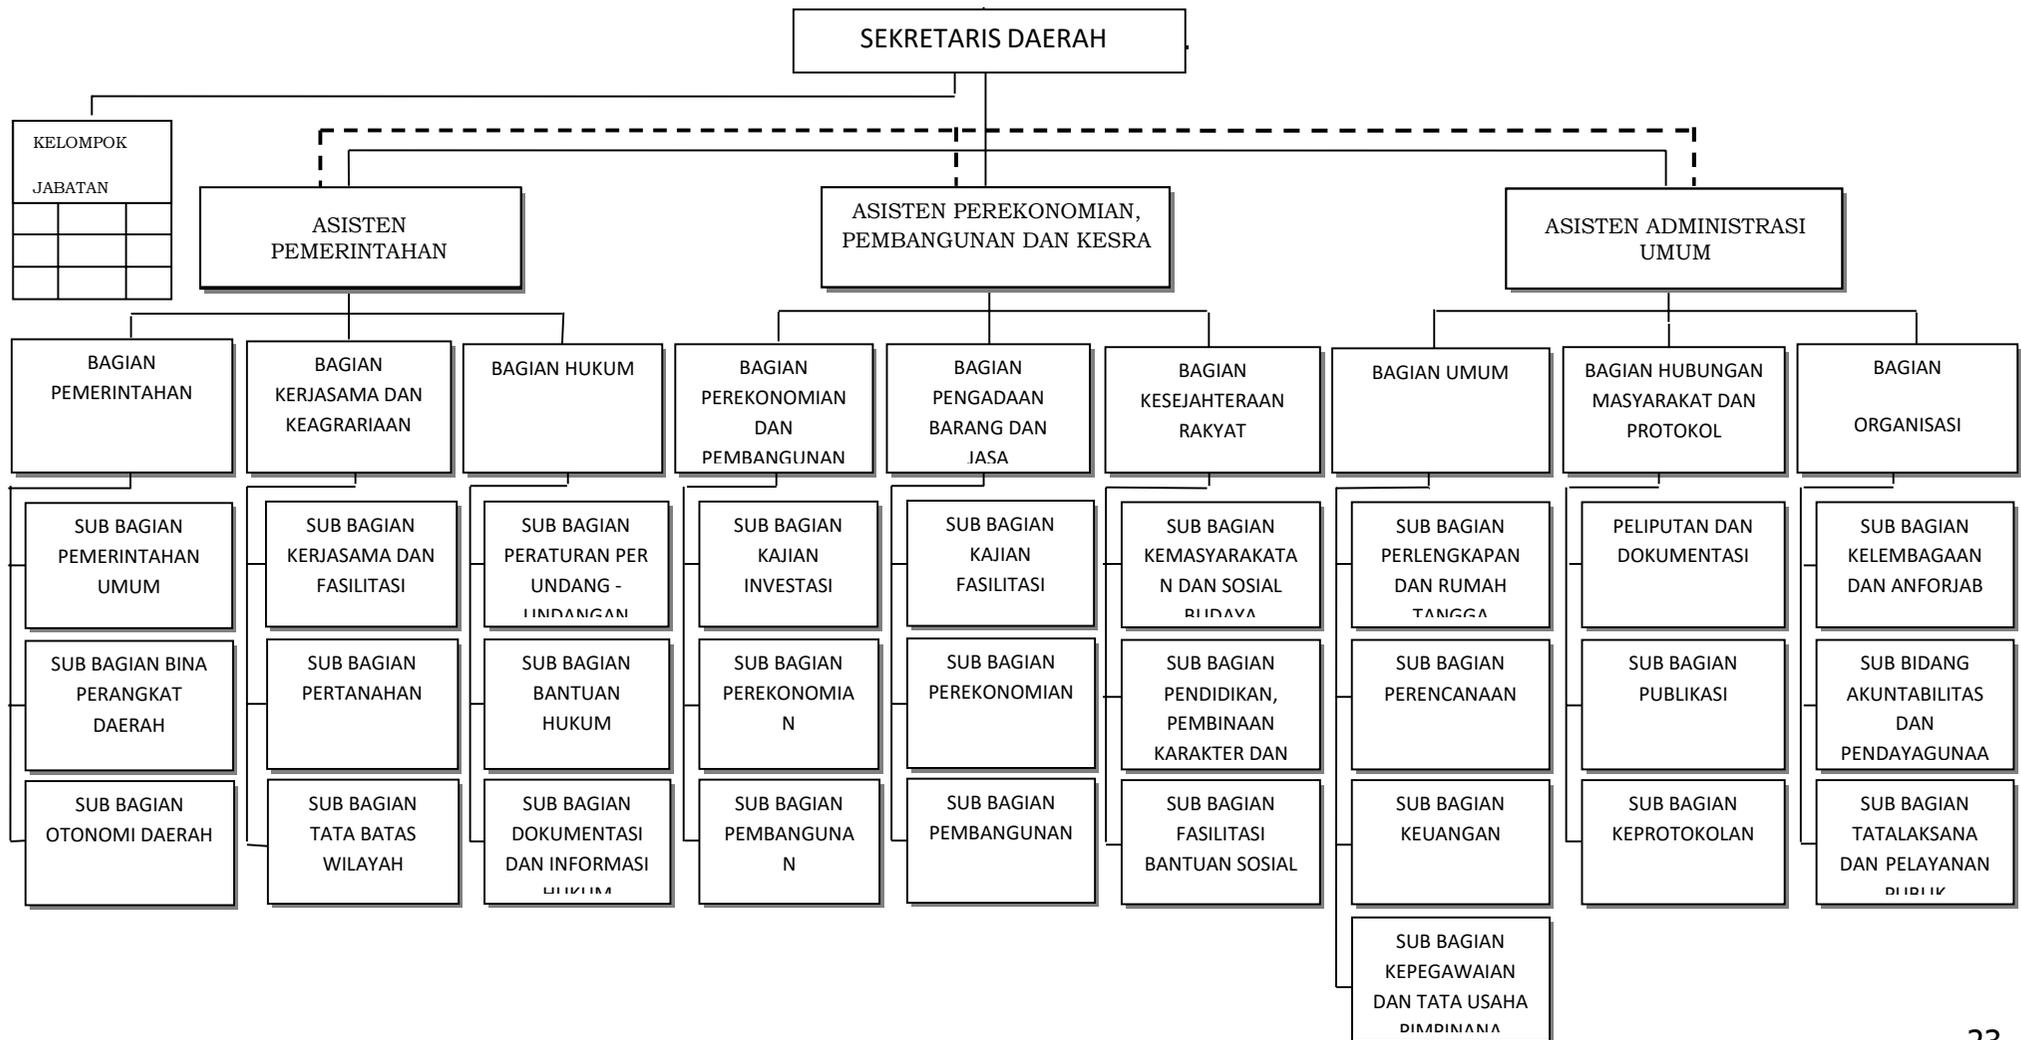 SEKRETARIS DAERAH
KELOMPOK
JABATAN
ASISTEN
PEMERINTAHAN
ASISTEN PEREKONOMIAN,
PEMBANGUNAN DAN KESRA
ASISTEN ADMINISTRASI
UMUM
BAGIAN
PEMERINTAHAN
BAGIAN
KERJASAMA DAN
KEAGRARIAAN
BAGIAN HUKUM
BAGIAN
PEREKONOMIAN
DAN
PEMBANGUNAN
BAGIAN
PENGADAAN
BARANG DAN
JASA
BAGIAN
KESEJAHTERAAN
RAKYAT
BAGIAN UMUM
BAGIAN HUBUNGAN
MASYARAKAT DAN
PROTOKOL
BAGIAN
ORGANISASI
SUB BAGIAN
PEMERINTAHAN
UMUM
SUB BAGIAN
KERJASAMA DAN
FASILITASI
SUB BAGIAN
PERATURAN PER
UNDANG -
UNDANGAN
SUB BAGIAN
KAJIAN
INVESTASI
SUB BAGIAN
KAJIAN
FASILITASI
SUB BAGIAN
KEMASYARAKATA
N DAN SOSIAL
BUDAYA
SUB BAGIAN
PERLENGKAPAN
DAN RUMAH
TANGGA
PELIPUTAN DAN
DOKUMENTASI
SUB BAGIAN
KELEMBAGAAN
DAN ANFORJAB
SUB BAGIAN BINA
PERANGKAT
DAERAH
SUB BAGIAN
PERTANAHAN
SUB BAGIAN
BANTUAN
HUKUM
SUB BAGIAN
PEREKONOMIA
N
SUB BAGIAN
PEREKONOMIAN
SUB BAGIAN
PENDIDIKAN,
PEMBINAAN
KARAKTER DAN
SUB BAGIAN
PERENCANAAN
SUB BAGIAN
PUBLIKASI
SUB BIDANG
AKUNTABILITAS
DAN
PENDAYAGUNAA
SUB BAGIAN
OTONOMI DAERAH
SUB BAGIAN
TATA BATAS
WILAYAH
SUB BAGIAN
DOKUMENTASI
DAN INFORMASI
HUKUM
SUB BAGIAN
PEMBANGUNA
N
SUB BAGIAN
PEMBANGUNAN
SUB BAGIAN
FASILITASI
BANTUAN SOSIAL
SUB BAGIAN
KEUANGAN
SUB BAGIAN
KEPROTOKOLAN
SUB BAGIAN
TATALAKSANA
DAN PELAYANAN
PUBLIK
SUB BAGIAN
KEPEGAWAIAN
DAN TATA USAHA
PIMPINANA
23